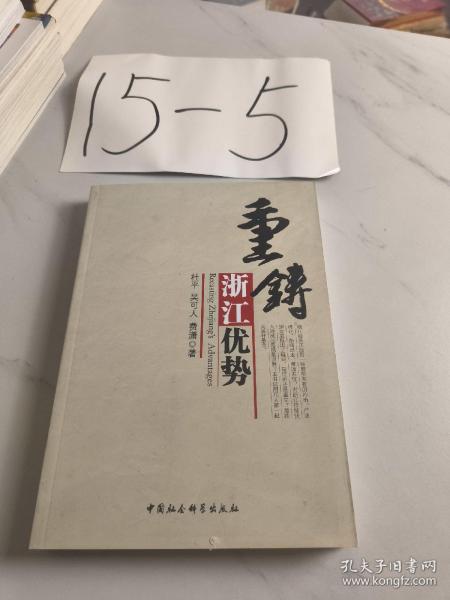 15-5
重铸
浙江优势
Recasting Zhejiang's Advantages
杜平 吴可人 费潇 著
中国社会科学出版社
孔夫子旧书网
www.kongfz.com